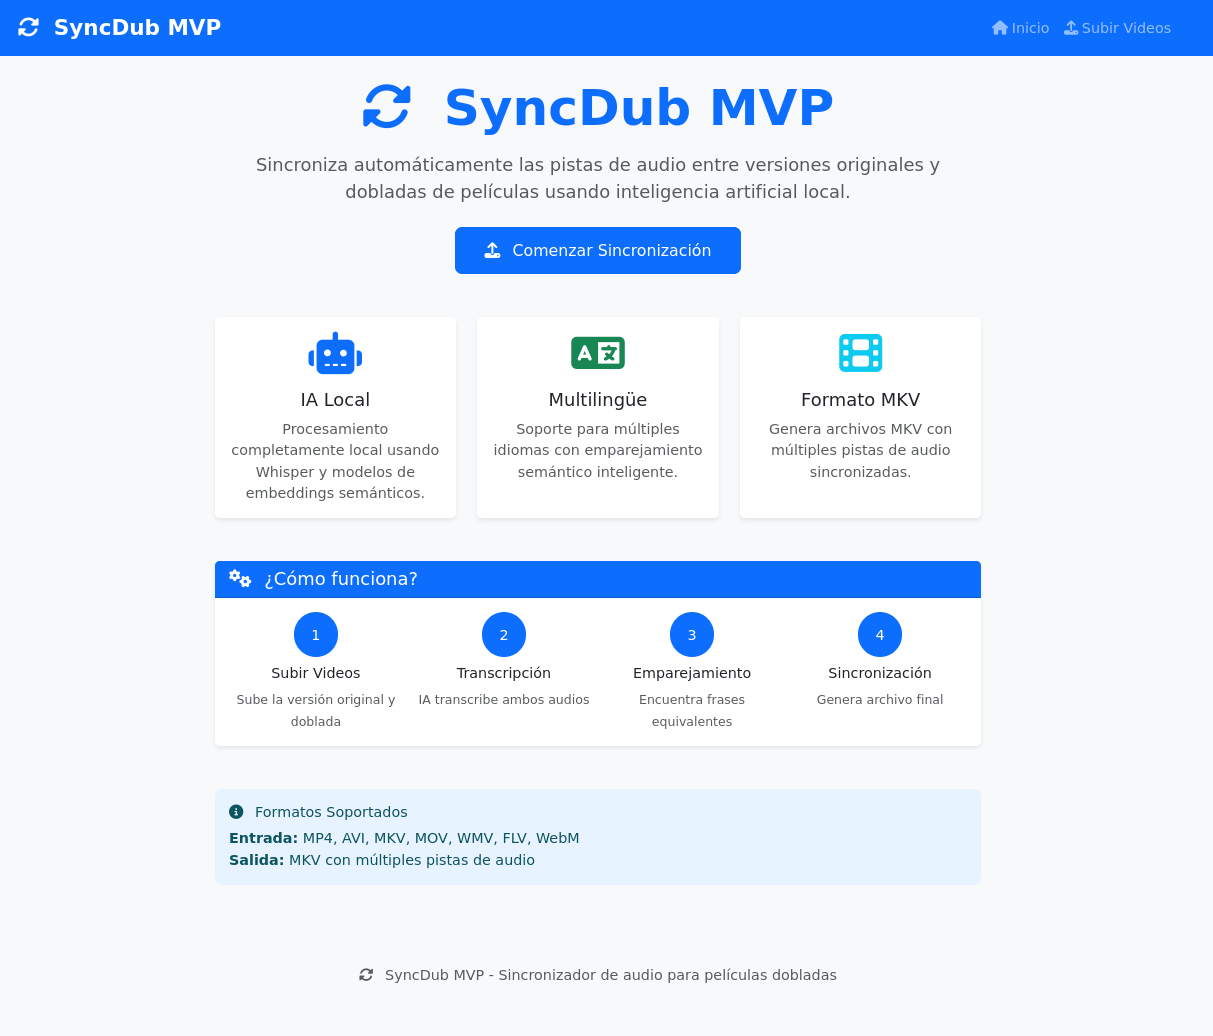 SyncDub MVP
Inicio
Subir Videos
SyncDub MVP
Sincroniza automáticamente las pistas de audio entre versiones originales y
dobladas de películas usando inteligencia artificial local.
Comenzar Sincronización
IA Local
Procesamiento
completamente local usando
Whisper y modelos de
embeddings semánticos.
A
Multilingüe
Soporte para múltiples
idiomas con emparejamiento
semántico inteligente.
Formato MKV
Genera archivos MKV con
múltiples pistas de audio
sincronizadas.
¿Cómo funciona?
1
Subir Videos
Sube la versión original y
doblada
2
Transcripción
IA transcribe ambos audios
3
Emparejamiento
Encuentra frases
equivalentes
4
Sincronización
Genera archivo final
Formatos Soportados
Entrada: MP4, AVI, MKV, MOV, WMV, FLV, WebM
Salida: MKV con múltiples pistas de audio
SyncDub MVP - Sincronizador de audio para películas dobladas